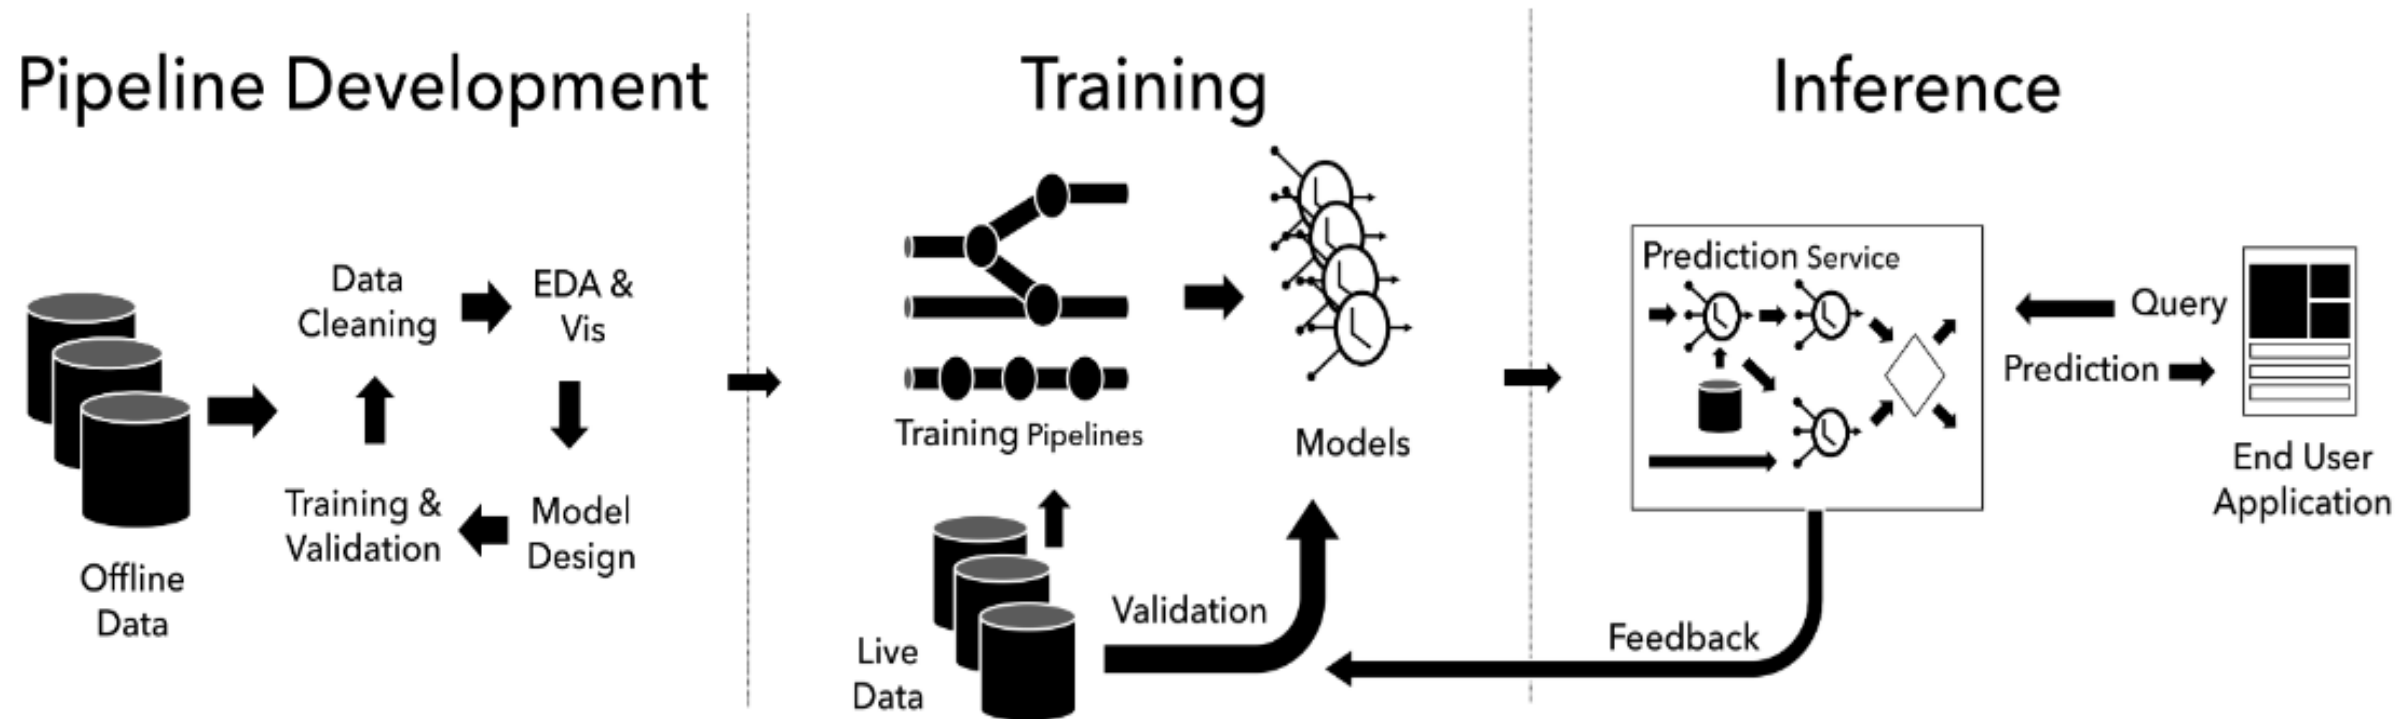 Pipeline Development
Training
Inference
Data
Cleaning
EDA &
Vis
Training &
Validation
Model
Design
Offline
Data
Training Pipelines
Models
Live
Data
Validation
Prediction Service
Query
Prediction
End User
Application
Feedback